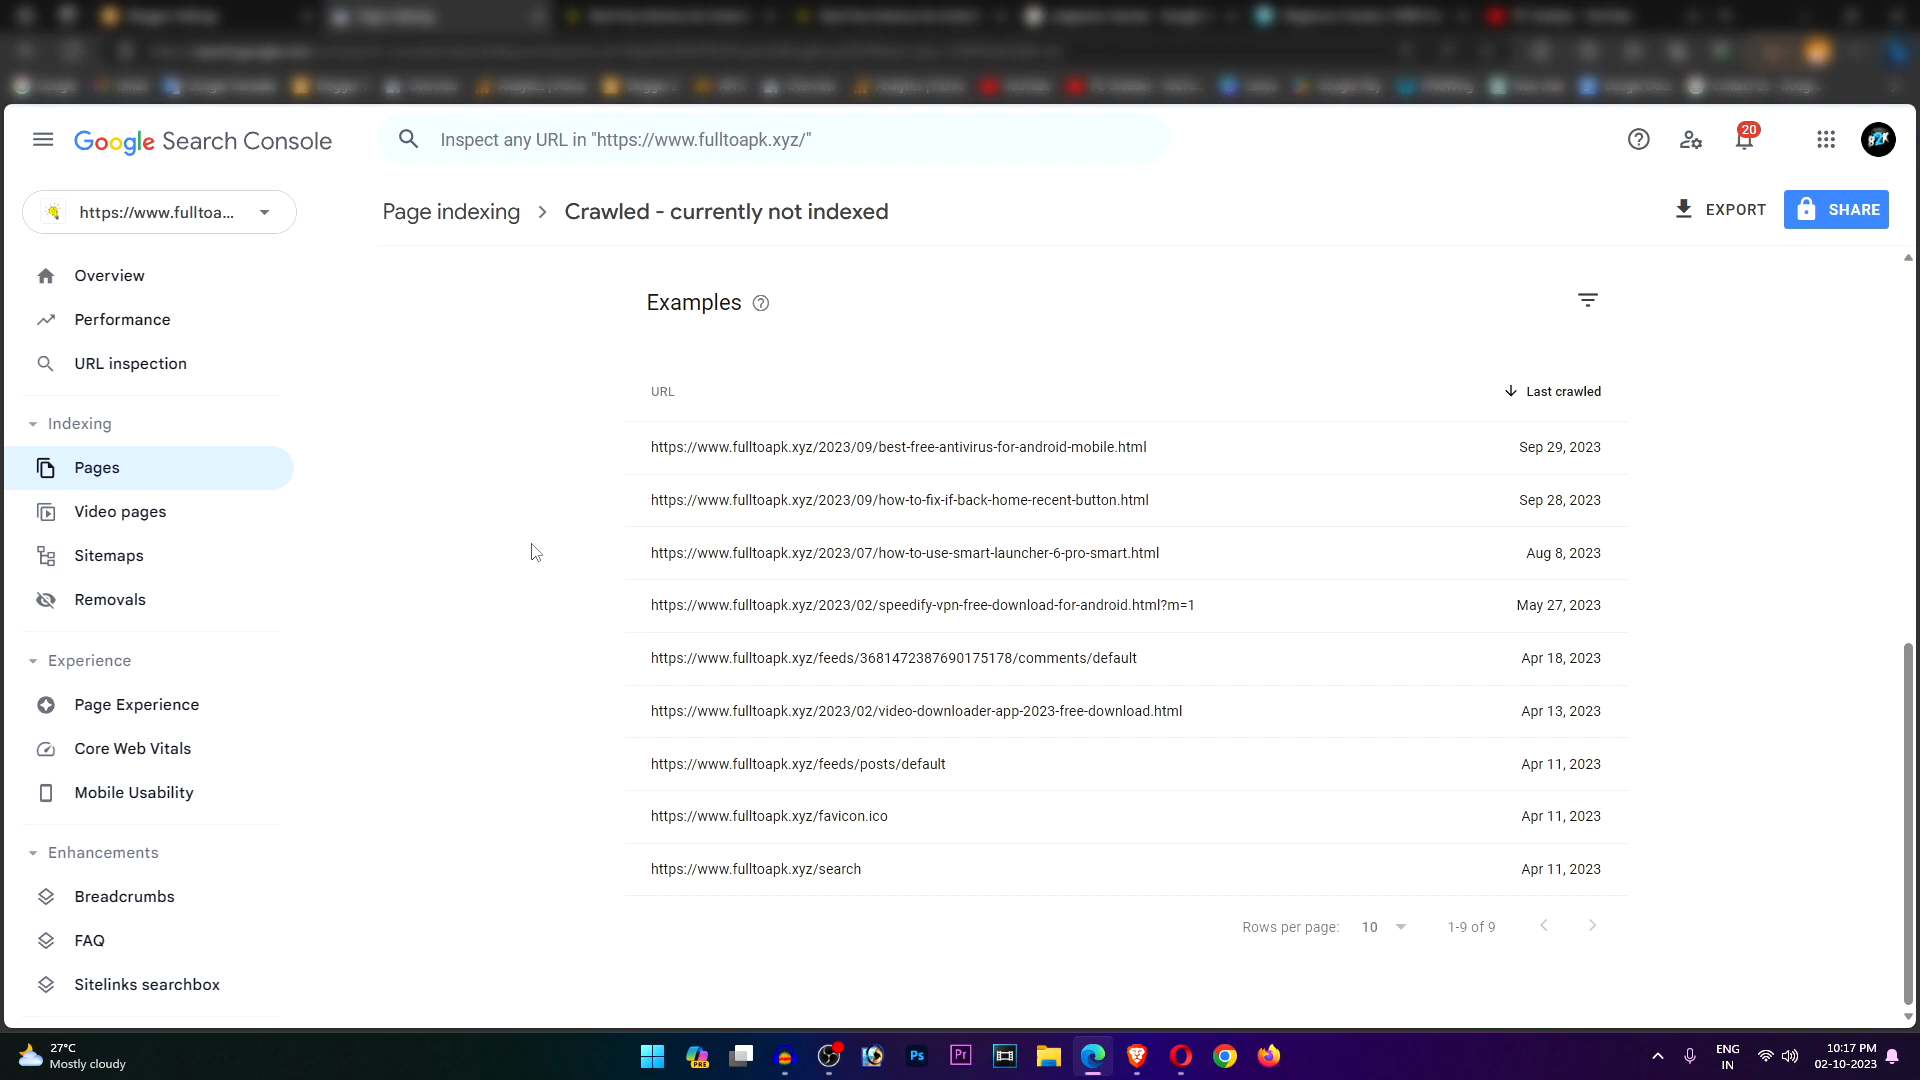 Google Search Console
Inspect any URL in "https://www.fulltoapk.xyz/"
20
B2K
https://www.fulltoa...
Page indexing
Crawled - currently not indexed
EXPORT
SHARE
Overview
Performance
URL inspection
Indexing
Pages
Video pages
Sitemaps
Removals
Experience
Page Experience
Core Web Vitals
Mobile Usability
Enhancements
Breadcrumbs
FAQ
Sitelinks searchbox
Examples
URL
Last crawled
https://www.fulltoapk.xyz/2023/09/best-free-antivirus-for-android-mobile.html Sep 29, 2023
https://www.fulltoapk.xyz/2023/09/how-to-fix-if-back-home-recent-button.html Sep 28, 2023
https://www.fulltoapk.xyz/2023/07/how-to-use-smart-launcher-6-pro-smart.html Aug 8, 2023
https://www.fulltoapk.xyz/2023/02/speedify-vpn-free-download-for-android.html?m=1 May 27, 2023
https://www.fulltoapk.xyz/feeds/3681472387690175178/comments/default Apr 18, 2023
https://www.fulltoapk.xyz/2023/02/video-downloader-app-2023-free-download.html Apr 13, 2023
https://www.fulltoapk.xyz/feeds/posts/default Apr 11, 2023
https://www.fulltoapk.xyz/favicon.ico Apr 11, 2023
https://www.fulltoapk.xyz/search Apr 11, 2023
Rows per page: 10 1-9 of 9
27°C
Mostly cloudy
PRE
Ps
Pr
ENG
IN
10:17 PM
02-10-2023